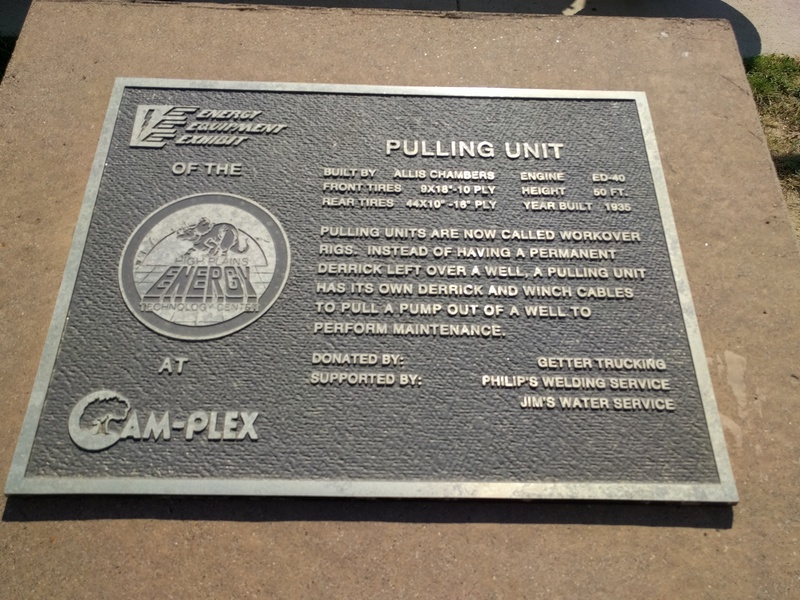 ENERGY
EQUIPMENT
EXHIBIT
OF THE
HIGH PLAINS
ENERGY
TECHNOLOGY CENTER
AT
CAM-PLEX
PULLING UNIT
BUILT BY ALLIS CHAMBERS ENGINE ED-40
FRONT TIRES 9X18"-10 PLY HEIGHT 50 FT.
REAR TIRES 44X10"-16" PLY YEAR BUILT 1935
PULLING UNITS ARE NOW CALLED WORKOVER
RIGS. INSTEAD OF HAVING A PERMANENT
DERRICK LEFT OVER A WELL, A PULLING UNIT
HAS ITS OWN DERRICK AND WINCH CABLES
TO PULL A PUMP OUT OF A WELL TO
PERFORM MAINTENANCE.
DONATED BY: GETTER TRUCKING
SUPPORTED BY: PHILIP'S WELDING SERVICE
JIM'S WATER SERVICE